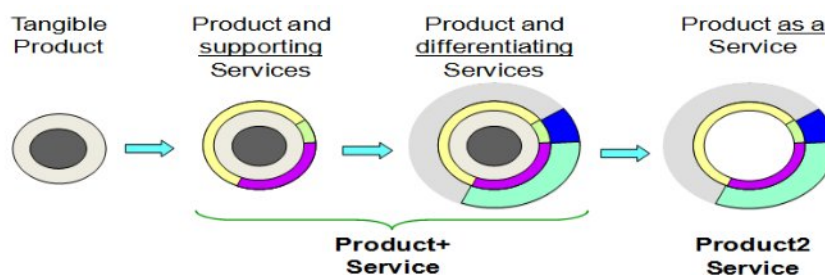 Tangible
Product
Product and
supporting
Services
Product and
differentiating
Services
Product as a
Service
Product+
Service
Product2
Service